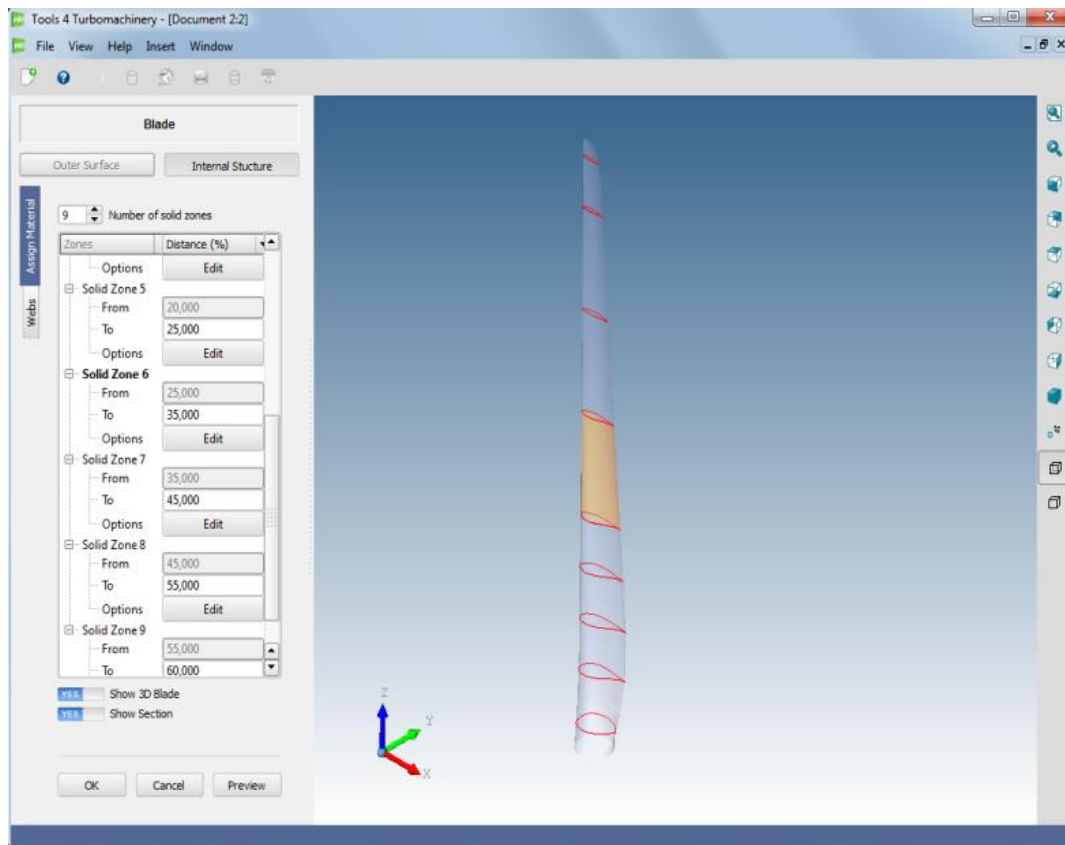 Tools 4 Turbomachinery - [Document 2:2]
File View Help Insert Window
Blade
Outer Surface Internal Stucture
Assign Material
Webs
9 Number of solid zones
Zones Distance (%)
Options Edit
Solid Zone 5
From 20,000
To 25,000
Options Edit
Solid Zone 6
From 25,000
To 35,000
Options Edit
Solid Zone 7
From 35,000
To 45,000
Options Edit
Solid Zone 8
From 45,000
To 55,000
Options Edit
Solid Zone 9
From 55,000
To 60,000
YES Show 3D Blade
YES Show Section
OK Cancel Preview
Z
Y
X